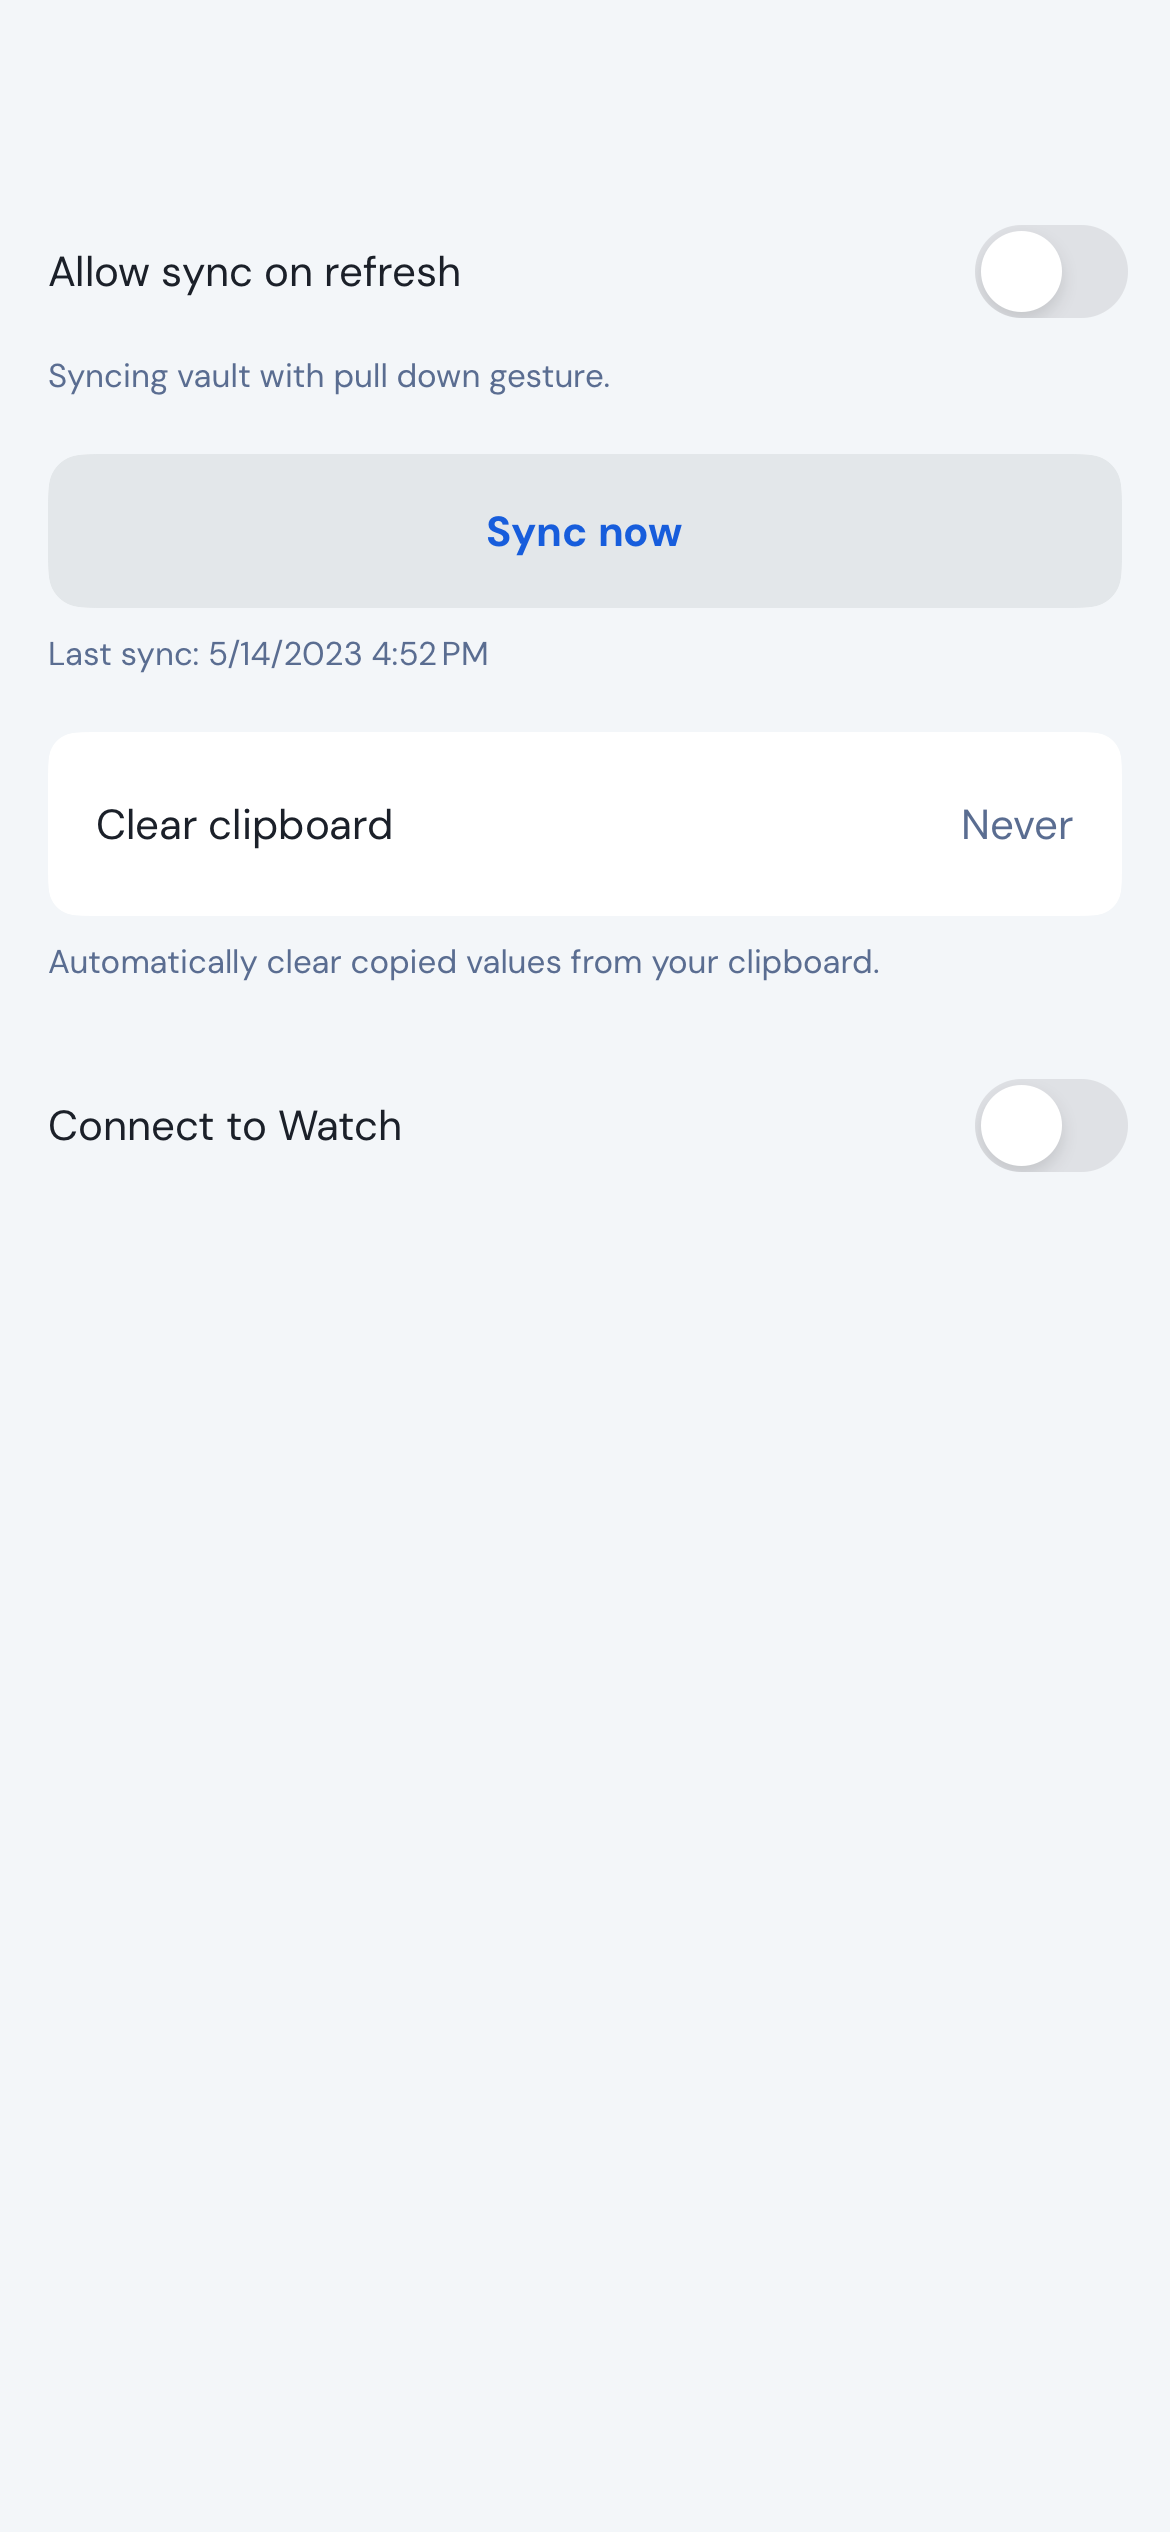 Allow sync on refresh
Syncing vault with pull down gesture.
Sync now
Last sync: 5/14/2023 4:52 PM
Clear clipboard Never
Automatically clear copied values from your clipboard.
Connect to Watch